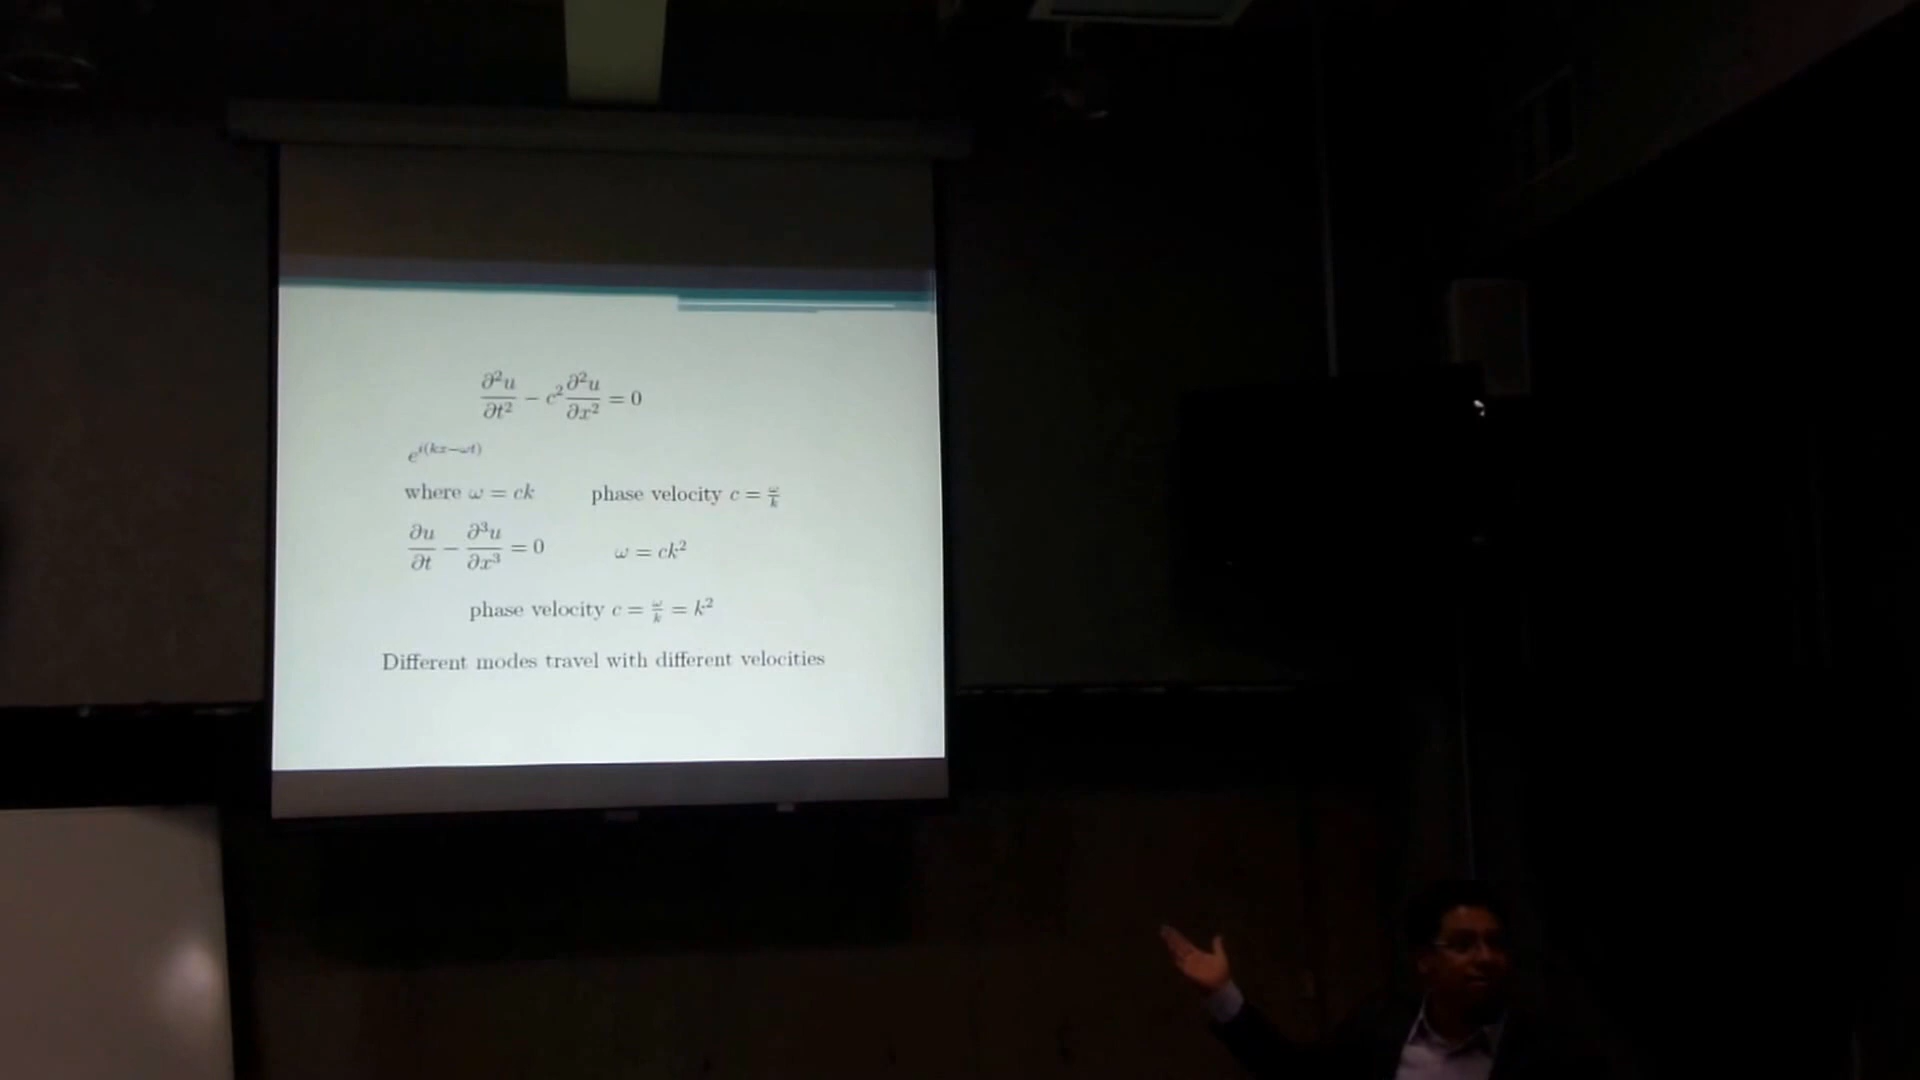 ∂²u/∂t² − c² ∂²u/∂x² = 0
e^{i(kx−ωt)}
where ω = ck phase velocity c = ω/k
∂u/∂t − ∂³u/∂x³ = 0 ω = ck²
phase velocity c = ω/k = k²
Different modes travel with different velocities